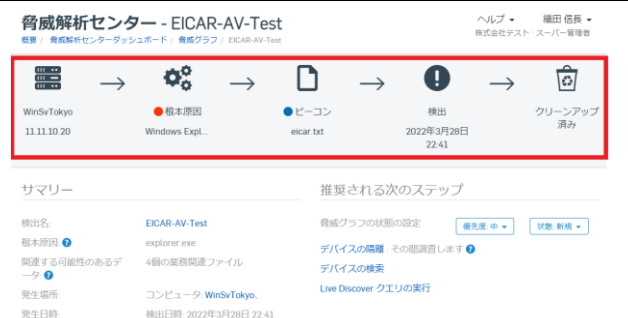 脅威解析センター - EICAR-AV-Test
概要 / 脅威解析センターダッシュボード / 脅威グラフ / EICAR-AV-Test
ヘルプ ▾ 織田 信長 ▾
株式会社テスト · スーパー管理者
WinSvTokyo
11.11.10.20
根本原因
Windows Expl...
ビーコン
eicar.txt
検出
2022年3月28日
22:41
クリーンアップ
済み
サマリー
検出名: EICAR-AV-Test
根本原因: explorer.exe
関連する可能性のあるデ
ータ: 4個の業務関連ファイル
発生場所: コンピュータ: WinSvTokyo,
発生日時: 検出日時: 2022年3月28日 22:41
推奨される次のステップ
脅威グラフの状態の設定 優先度: 中 ▾ 状態: 新規 ▾
デバイスの隔離: その間調査します
デバイスの検索
Live Discover クエリの実行